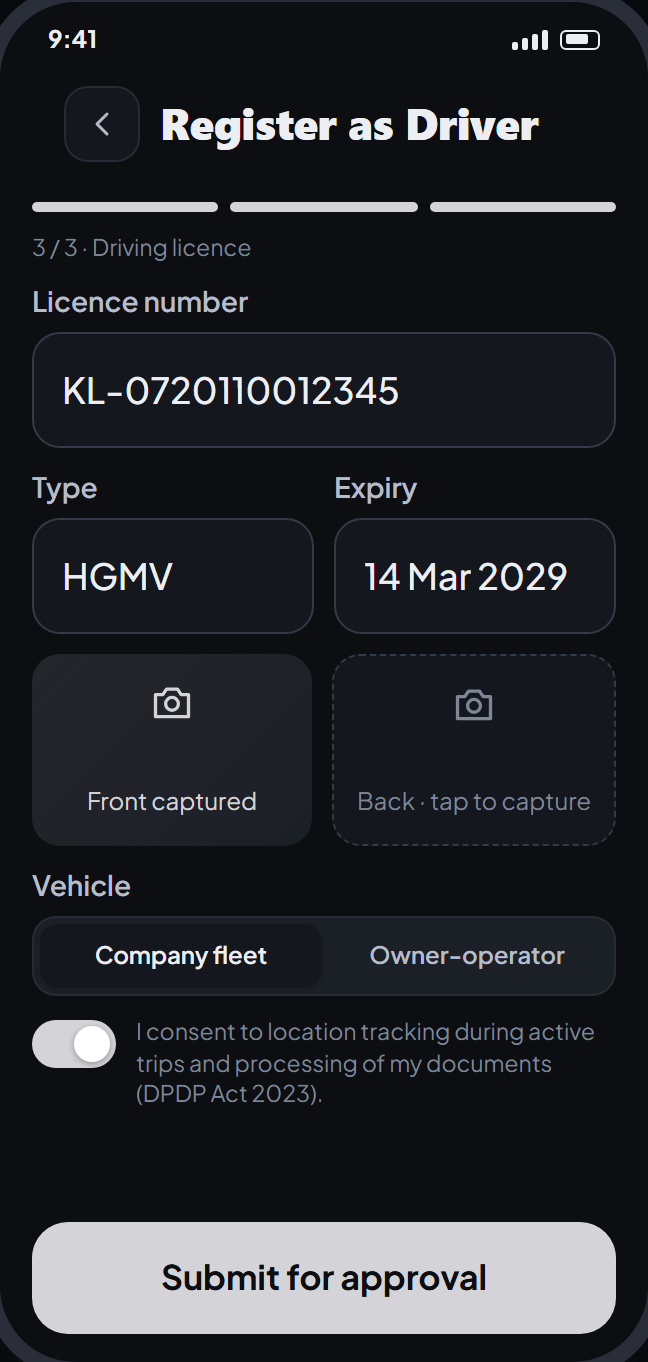 9:41
Register as Driver
3 / 3 · Driving licence
Licence number
KL-0720110012345
Type
Expiry
HGMV
14 Mar 2029
Front captured
Back · tap to capture
Vehicle
Company fleet
Owner-operator
I consent to location tracking during active
trips and processing of my documents
(DPDP Act 2023).
Submit for approval